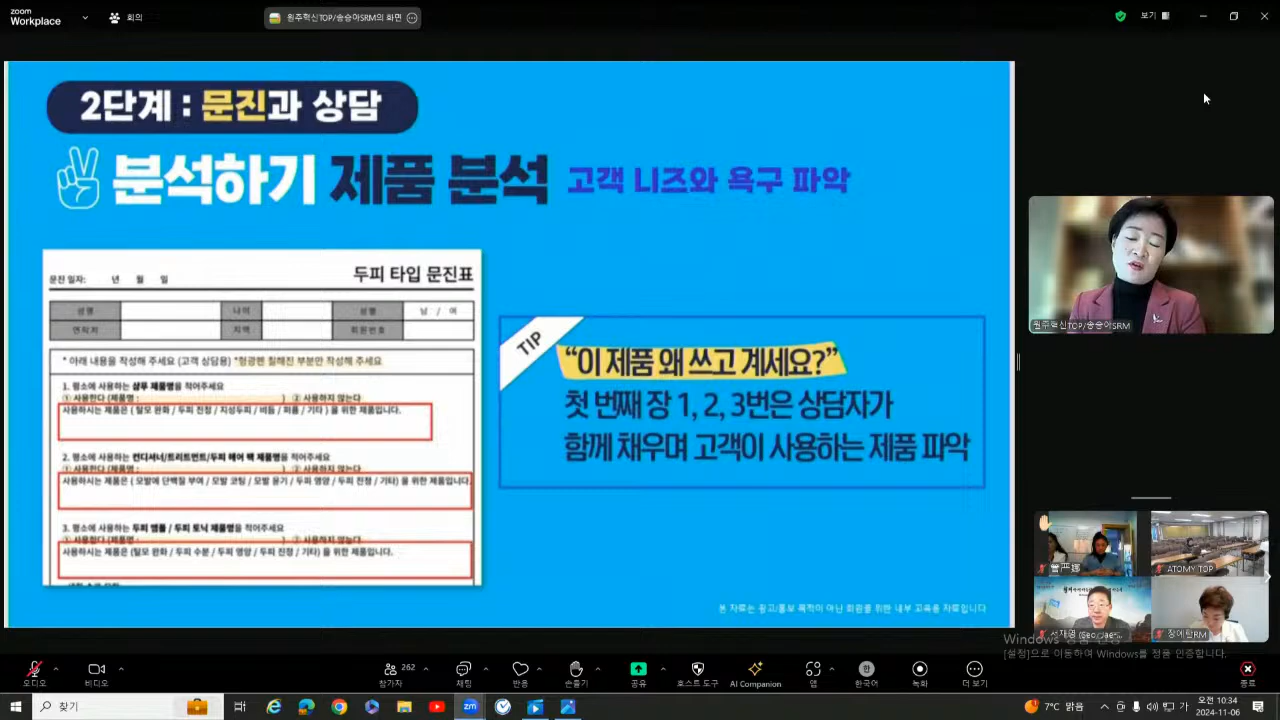 zoom
Workplace
회의
원주혁신TOP/송승아SRM의 화면
보기
2단계 : 문진과 상담
분석하기 제품 분석 고객 니즈와 욕구 파악
문진 일자: 년 월 일
두피 타입 문진표
성명 나이 성별 남 / 여
연락처 지역 회원번호
* 아래 내용을 작성해 주세요 (고객 상담용) *형광펜 칠해진 부분만 작성해 주세요
1. 평소에 사용하는 샴푸 제품명을 적어주세요
① 사용한다 (제품명 : ) ② 사용하지 않는다
사용하시는 제품은 ( 탈모 완화 / 두피 진정 / 지성두피 / 비듬 / 퍼퓸 / 기타 ) 을 위한 제품입니다.
2. 평소에 사용하는 컨디셔너/트리트먼트/두피 헤어 팩 제품명을 적어주세요
① 사용한다 (제품명 : ) ② 사용하지 않는다
사용하시는 제품은 ( 모발에 단백질 부여 / 모발 코팅 / 모발 윤기 / 두피 영양 / 두피 진정 / 기타) 을 위한 제품입니다.
3. 평소에 사용하는 두피 앰플 / 두피 토닉 제품명을 적어주세요
① 사용한다 (제품명 : ) ② 사용하지 않는다
사용하시는 제품은 (탈모 완화 / 두피 수분 / 두피 영양 / 두피 진정 / 기타) 을 위한 제품입니다.
TIP
“이 제품 왜 쓰고 계세요?”
첫 번째 장 1, 2, 3번은 상담자가
함께 채우며 고객이 사용하는 제품 파악
본 자료는 광고/홍보 목적이 아닌 회원을 위한 내부 교육용 자료입니다
원주혁신TOP/송승아SRM
ATOMY TOP
서재영 (Seo,Jae-...
장애란RM
Windows 정품 인증
[설정]으로 이동하여 Windows를 정품 인증합니다.
오디오
비디오
262
참가자
채팅
반응
손들기
공유
호스트 도구
AI Companion
앱
한
한국어
녹화
더 보기
종료
찾기
zm
7°C 맑음
가
오전 10:34
2024-11-06